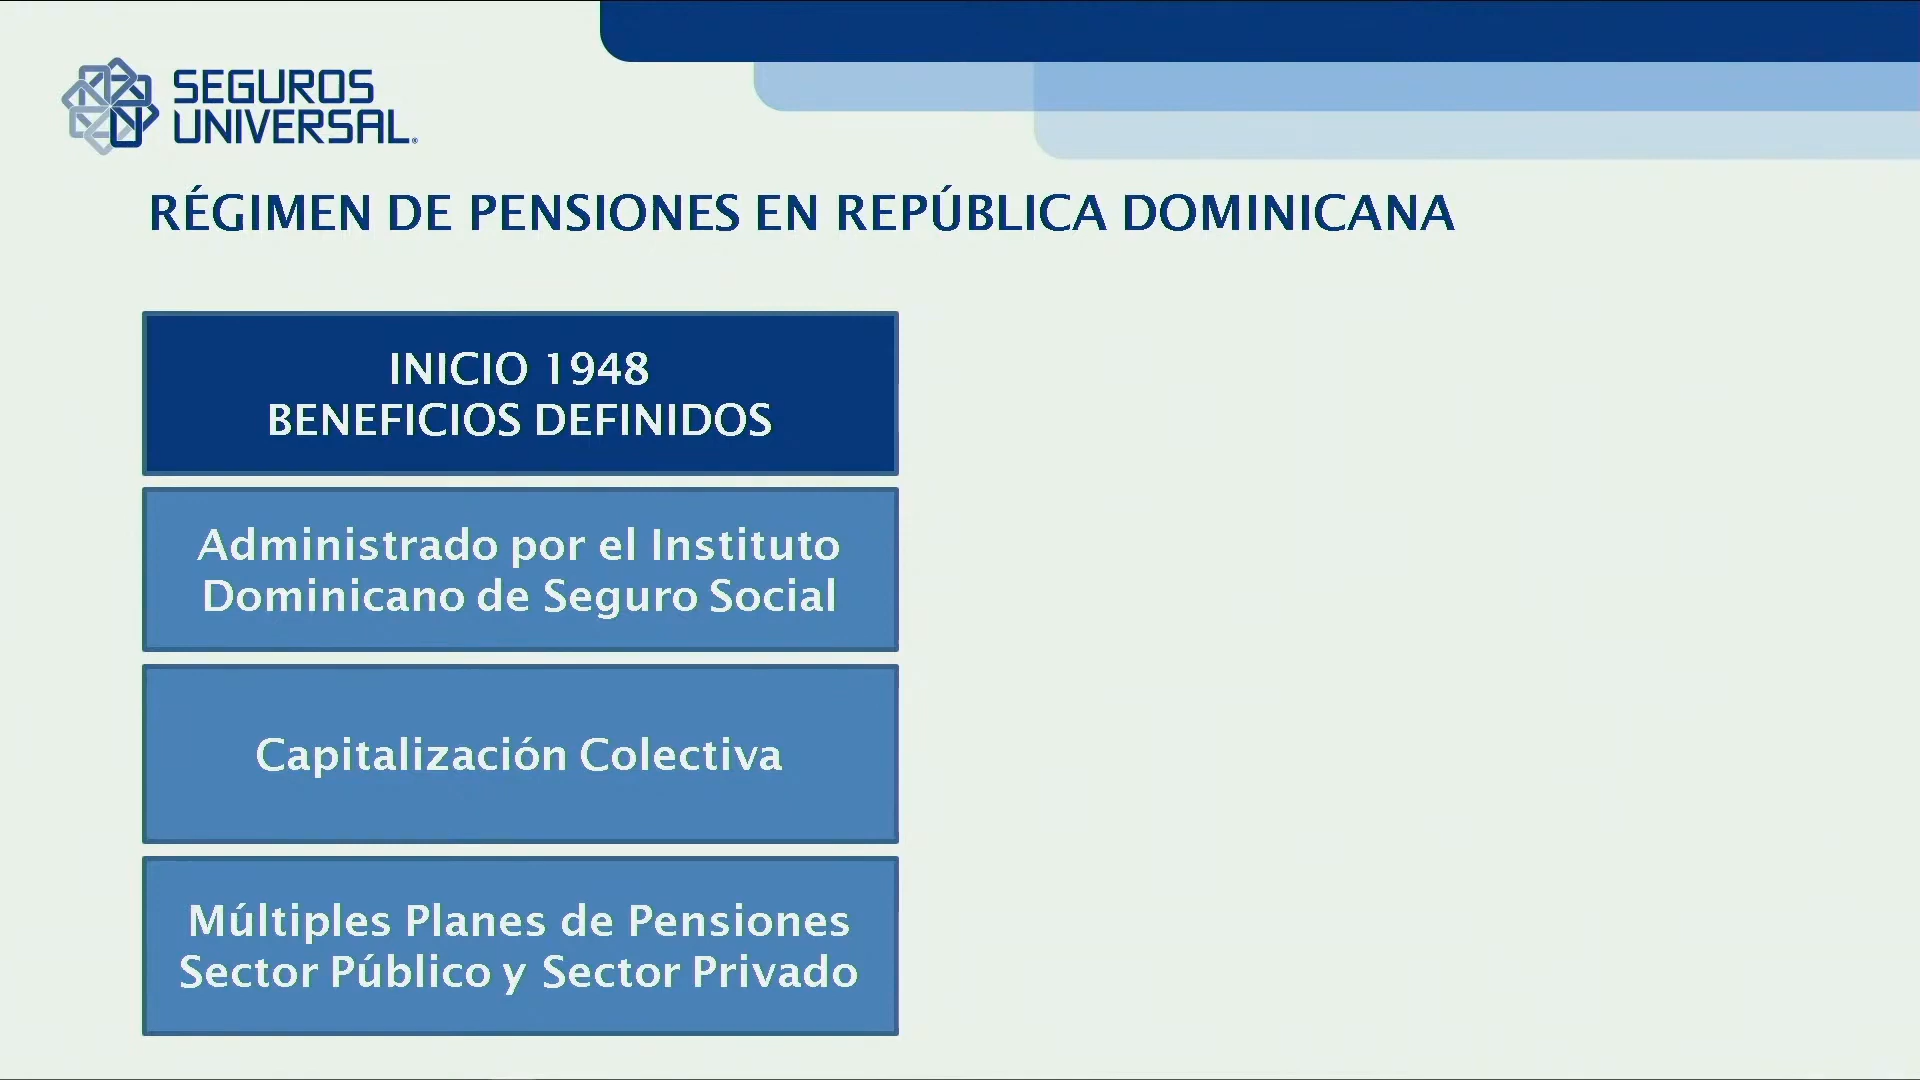 SEGUROS
UNIVERSAL®
RÉGIMEN DE PENSIONES EN REPÚBLICA DOMINICANA
INICIO 1948
BENEFICIOS DEFINIDOS
Administrado por el Instituto
Dominicano de Seguro Social
Capitalización Colectiva
Múltiples Planes de Pensiones
Sector Público y Sector Privado